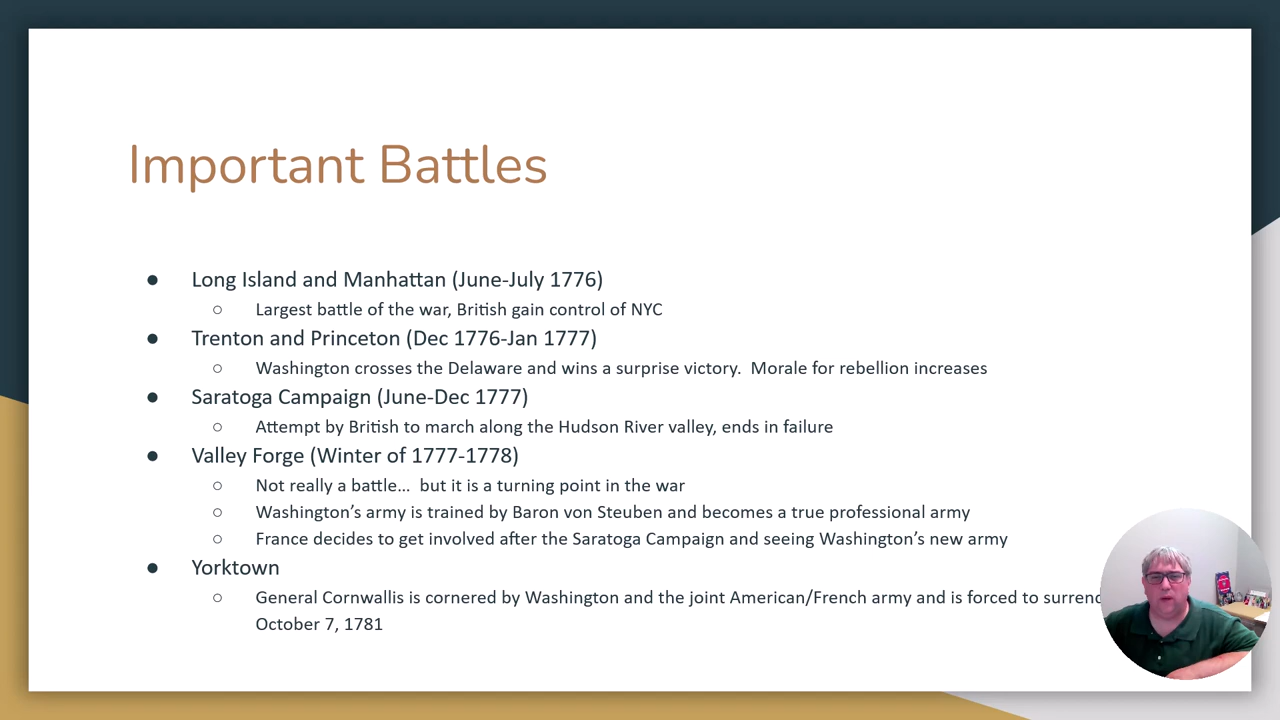 Important Battles
● Long Island and Manhattan (June-July 1776)
○ Largest battle of the war, British gain control of NYC
● Trenton and Princeton (Dec 1776-Jan 1777)
○ Washington crosses the Delaware and wins a surprise victory.  Morale for rebellion increases
● Saratoga Campaign (June-Dec 1777)
○ Attempt by British to march along the Hudson River valley, ends in failure
● Valley Forge (Winter of 1777-1778)
○ Not really a battle...  but it is a turning point in the war
○ Washington’s army is trained by Baron von Steuben and becomes a true professional army
○ France decides to get involved after the Saratoga Campaign and seeing Washington’s new army
● Yorktown
○ General Cornwallis is cornered by Washington and the joint American/French army and is forced to
October 7, 1781